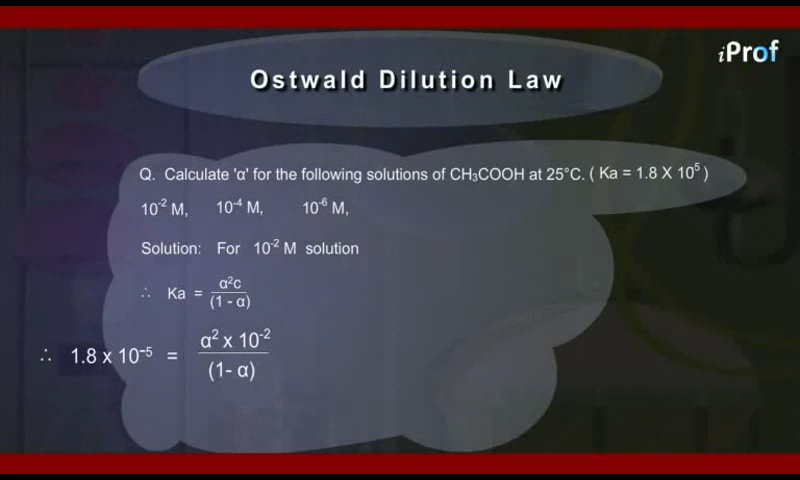 iProf
Ostwald Dilution Law
Q. Calculate 'α' for the following solutions of CH₃COOH at 25°C. ( Ka = 1.8 X 10⁵ )
10⁻² M, 10⁻⁴ M, 10⁻⁶ M,
Solution: For 10⁻² M solution
∴ Ka = α²c / (1 - α)
∴ 1.8 x 10⁻⁵ = α² x 10⁻² / (1- α)